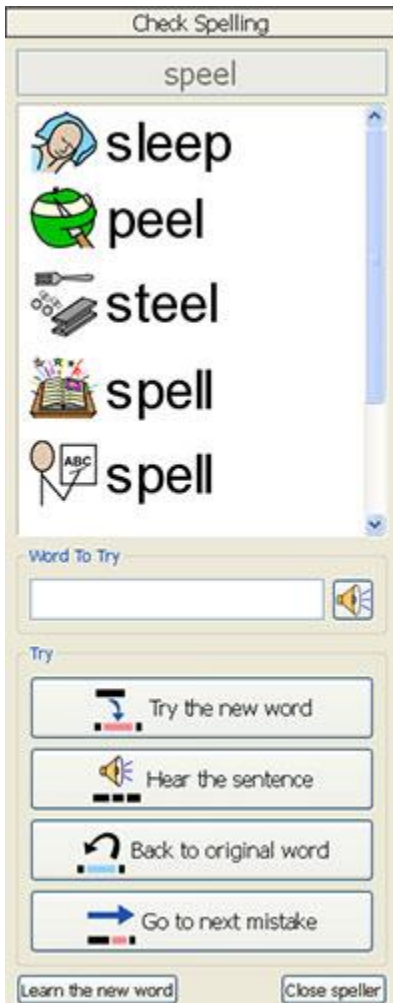 Check Spelling
speel
sleep
peel
steel
spell
ABC
spell
Word To Try
Try
Try the new word
Hear the sentence
Back to original word
Go to next mistake
Learn the new word
Close speller